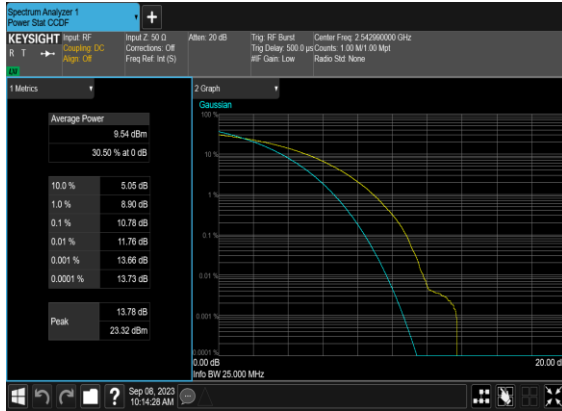 Spectrum Analyzer 1
Power Stat CCDF
+
KEYSIGHT Input: RF Input Z: 50 Ω Atten: 20 dB Trig: RF Burst Center Freq: 2.542990000 GHz
R T Coupling: DC Corrections: Off Trig Delay: 500.0 µs Counts: 1.00 M/1.00 Mpt
Align: Off Freq Ref: Int (S) #IF Gain: Low Radio Std: None
1 Metrics
Average Power
9.54 dBm
30.50 % at 0 dB
10.0 % 5.05 dB
1.0 % 8.90 dB
0.1 % 10.78 dB
0.01 % 11.76 dB
0.001 % 13.66 dB
0.0001 % 13.73 dB
Peak 13.78 dB
23.32 dBm
2 Graph
Gaussian
100 %
10 %
1 %
0.1 %
0.01 %
0.001 %
0.0001 %
0.00 dB 20.00 d
Info BW 25.000 MHz
? Sep 08, 2023
10:14:28 AM